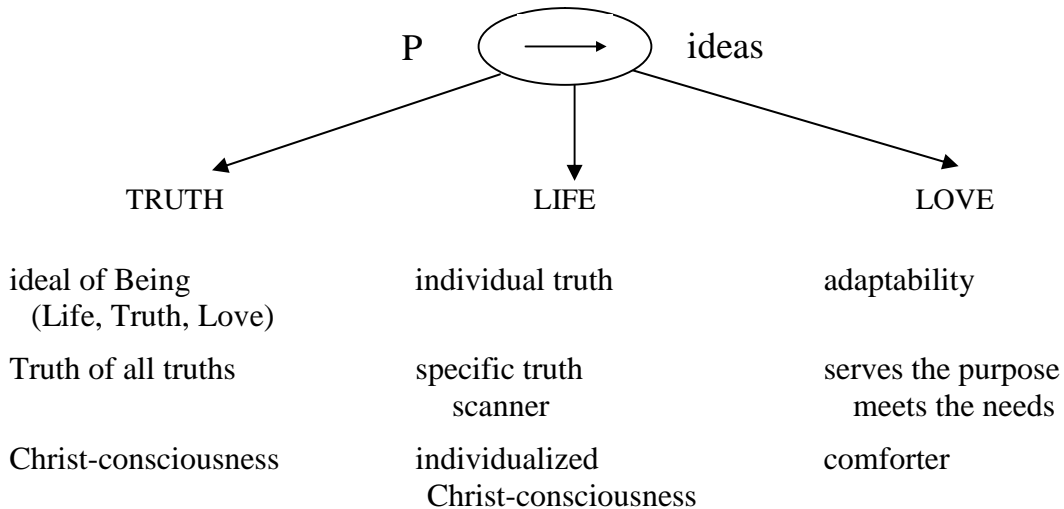 P ideas
TRUTH LIFE LOVE
ideal of Being individual truth adaptability
(Life, Truth, Love)
Truth of all truths specific truth serves the purpose
scanner meets the needs
Christ-consciousness individualized comforter
Christ-consciousness